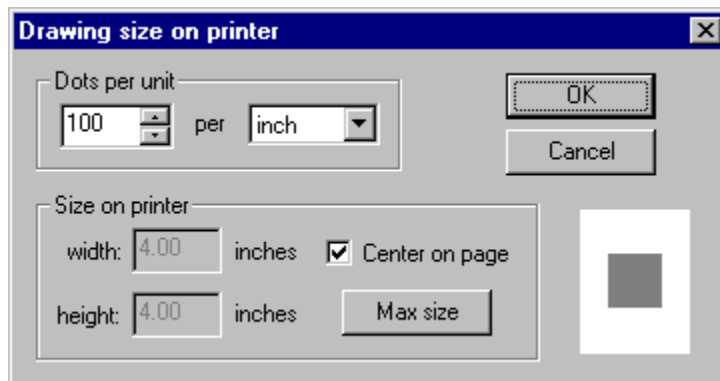 Drawing size on printer
Dots per unit
100 per inch
OK
Cancel
Size on printer
width: 4.00 inches Center on page
height: 4.00 inches Max size